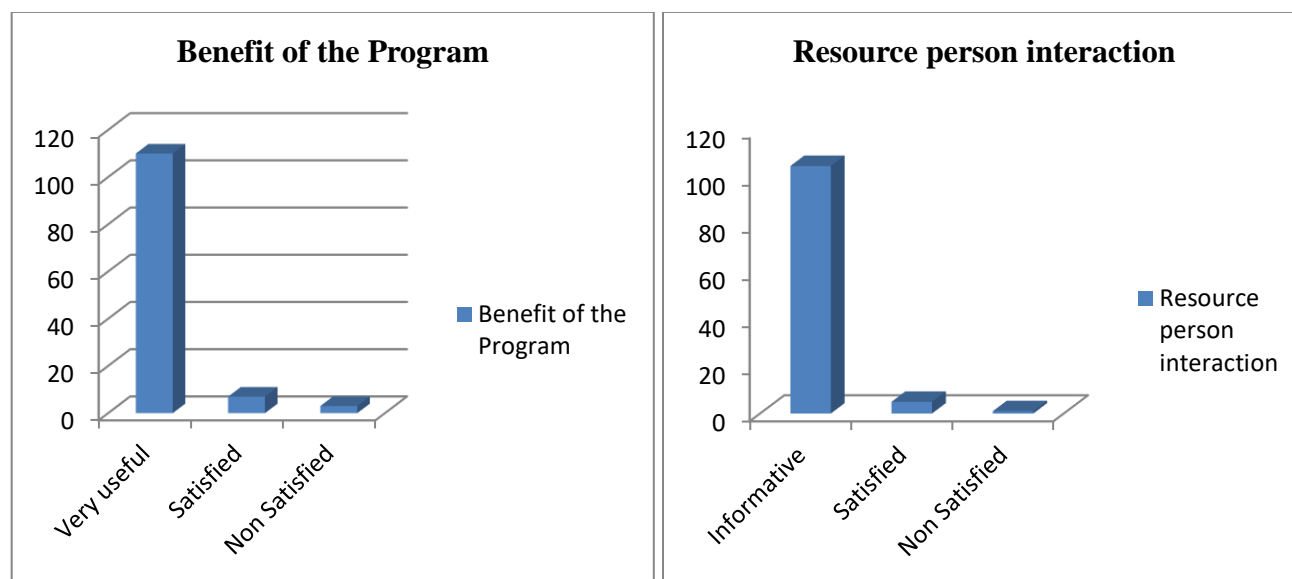 Benefit of the Program
120
100
80
60
40
20
0
Very useful
Satisfied
Non Satisfied
Benefit of the
Program
Resource person interaction
120
100
80
60
40
20
0
Informative
Satisfied
Non Satisfied
Resource
person
interaction